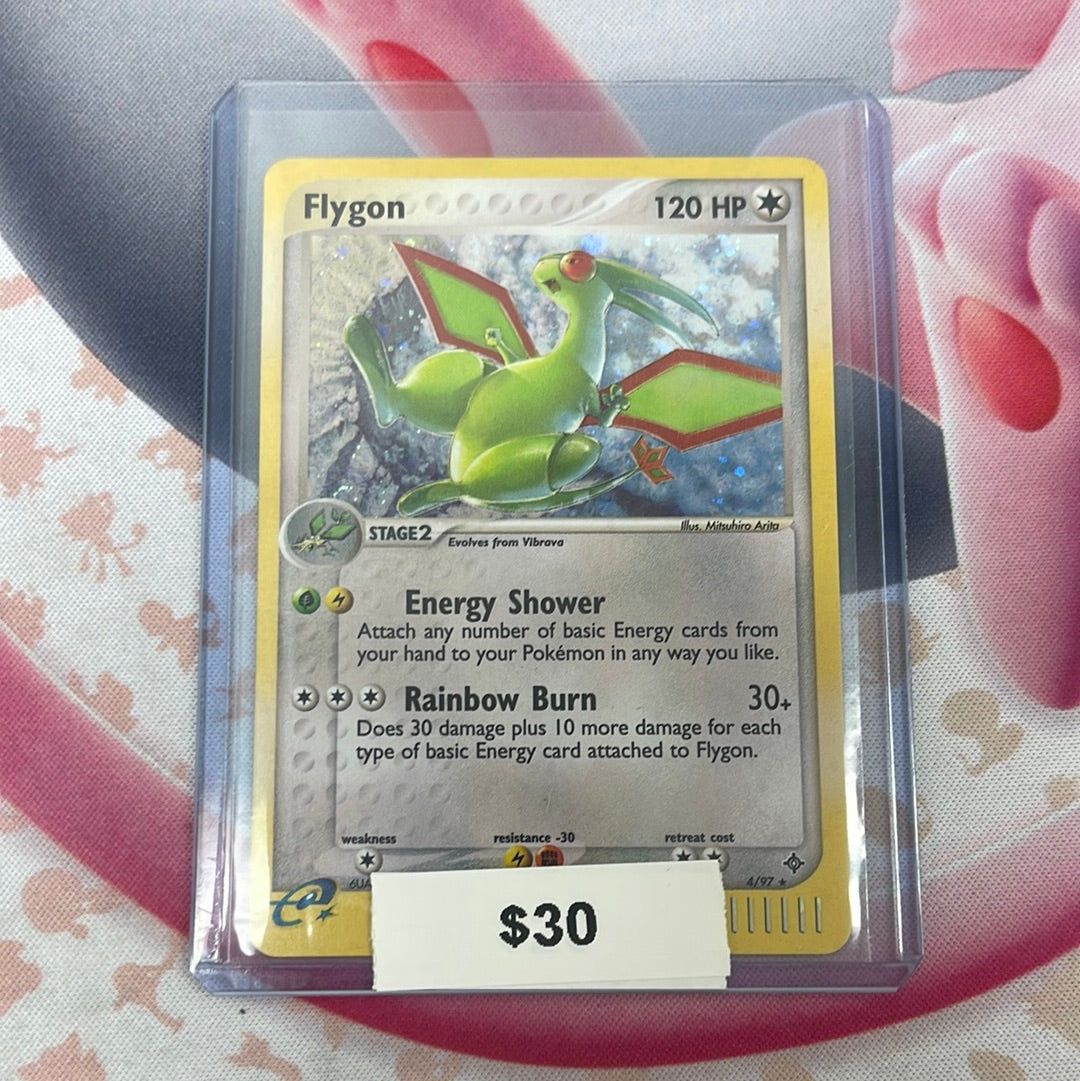 Flygon 120 HP
Illus. Mitsuhiro Arita
STAGE2 Evolves from Vibrava
Energy Shower
Attach any number of basic Energy cards from
your hand to your Pokémon in any way you like.
Rainbow Burn 30+
Does 30 damage plus 10 more damage for each
type of basic Energy card attached to Flygon.
weakness resistance -30 retreat cost
4/97 ★
e
$30